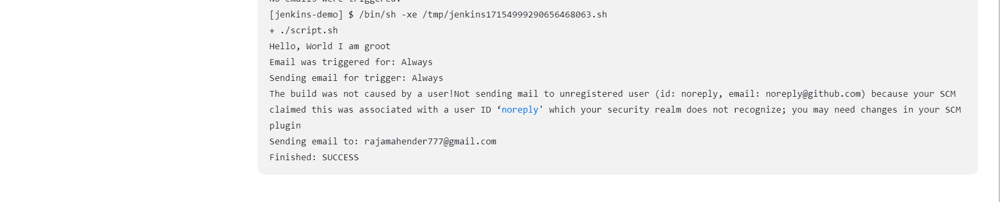 No emails were triggered.
[jenkins-demo] $ /bin/sh -xe /tmp/jenkins17154999290656468063.sh
+ ./script.sh
Hello, World I am groot
Email was triggered for: Always
Sending email for trigger: Always
The build was not caused by a user!Not sending mail to unregistered user (id: noreply, email: noreply@github.com) because your SCM
claimed this was associated with a user ID ‘noreply' which your security realm does not recognize; you may need changes in your SCM
plugin
Sending email to: rajamahender777@gmail.com
Finished: SUCCESS